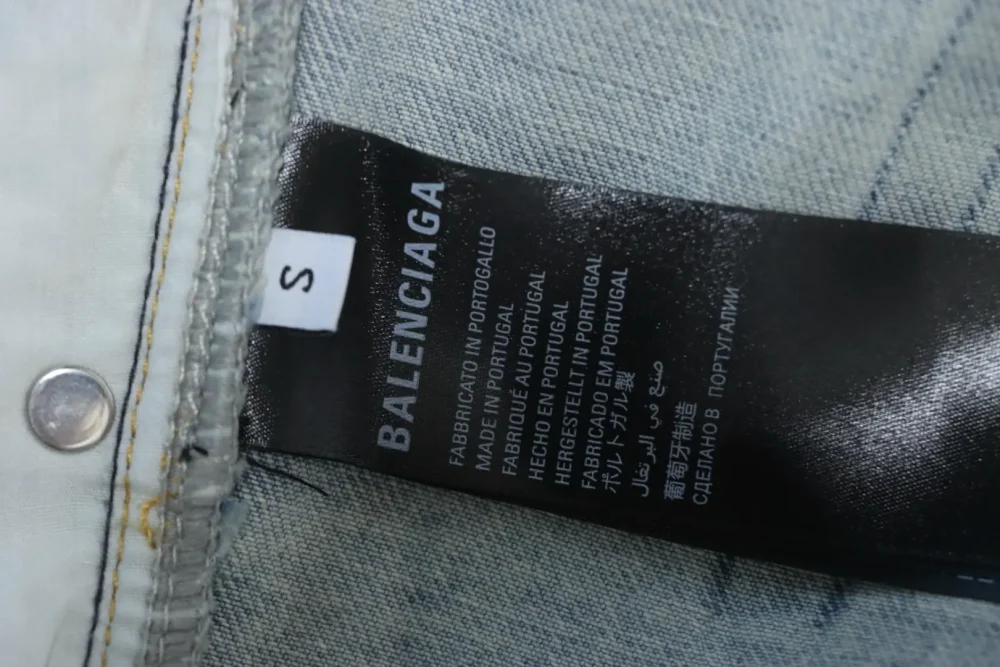 S
BALENCIAGA
FABBRICATO IN PORTOGALLO
MADE IN PORTUGAL
FABRIQUÉ AU PORTUGAL
HECHO EN PORTUGAL
HERGESTELLT IN PORTUGAL
FABRICADO EM PORTUGAL
ポルトガル製
صنع في البرتغال
葡萄牙制造
СДЕЛАНО В ПОРТУГАЛИИ